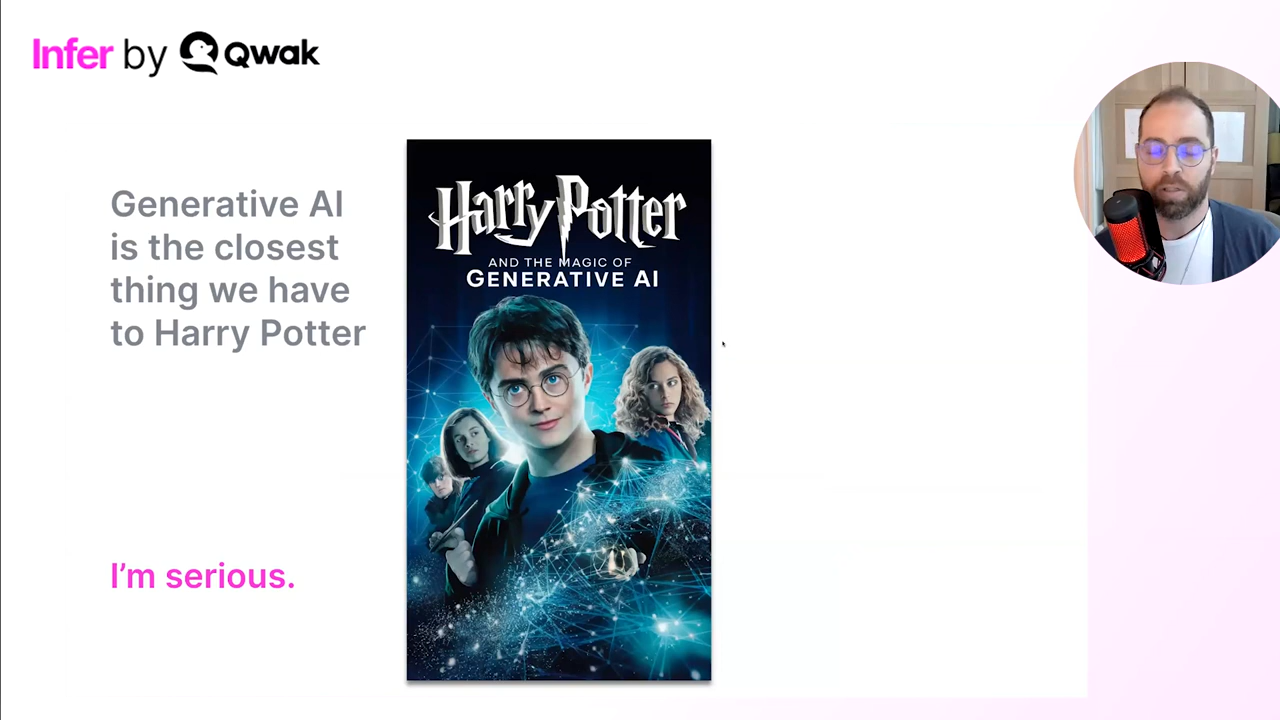 Infer by Qwak
Generative AI
is the closest
thing we have
to Harry Potter
I’m serious.
Harry Potter
AND THE MAGIC OF
GENERATIVE AI